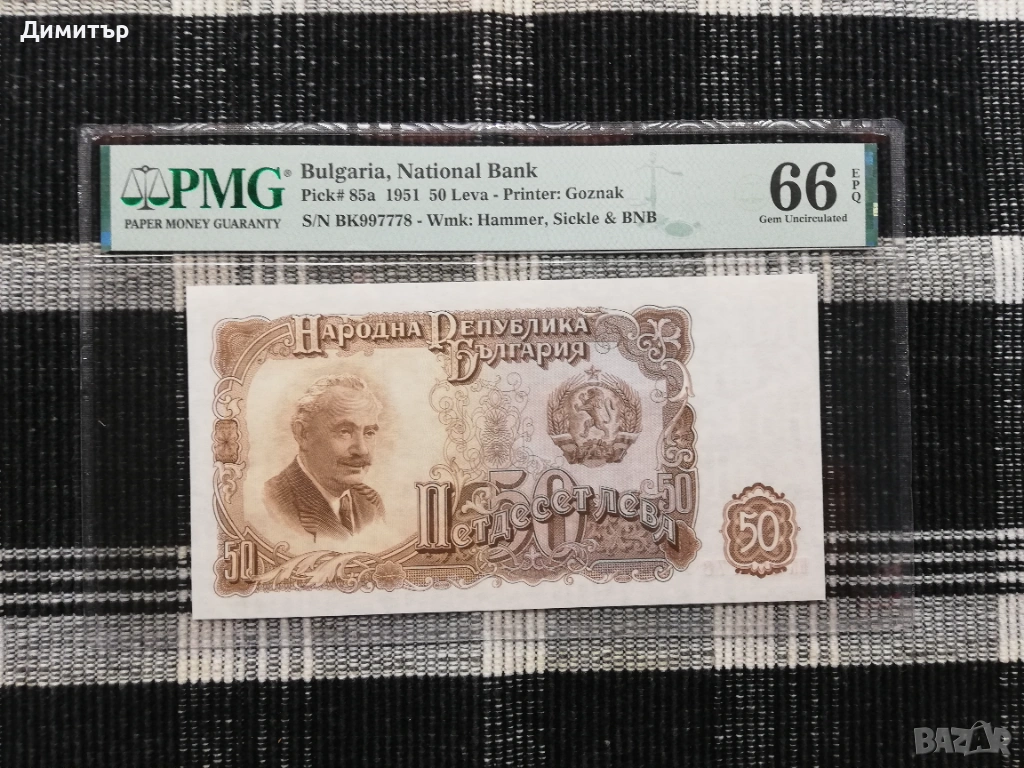 Димитър
PMG®
PAPER MONEY GUARANTY
Bulgaria, National Bank
Pick# 85a 1951 50 Leva - Printer: Goznak
S/N BK997778 - Wmk: Hammer, Sickle & BNB
66 EPQ
Gem Uncirculated
Народна Република
България
50
Петдесет лева
50
50
50
BAZAR